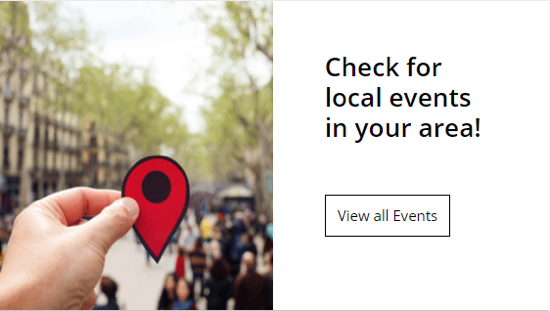 Check for
local events
in your area!
View all Events